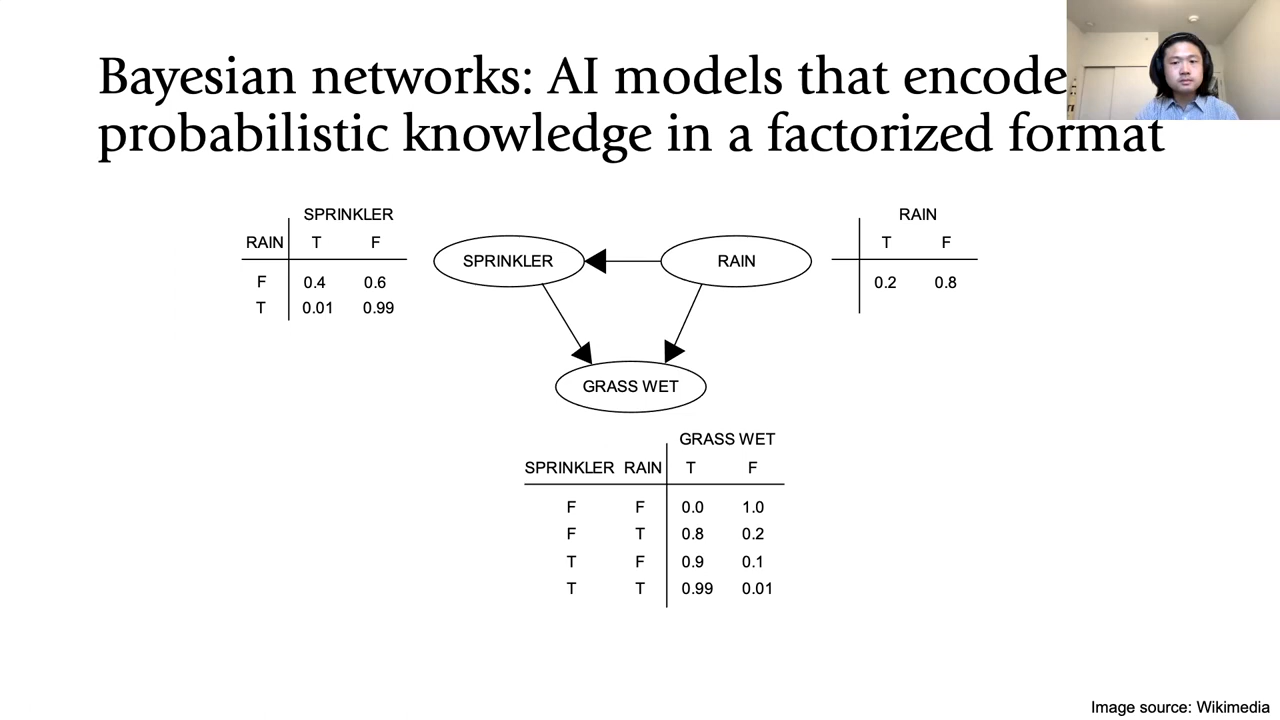 Bayesian networks: AI models that encode
probabilistic knowledge in a factorized format
SPRINKLER
RAIN T F
F 0.4 0.6
T 0.01 0.99
SPRINKLER
RAIN
RAIN
T F
0.2 0.8
GRASS WET
GRASS WET
SPRINKLER RAIN T F
F F 0.0 1.0
F T 0.8 0.2
T F 0.9 0.1
T T 0.99 0.01
Image source: Wikimedia